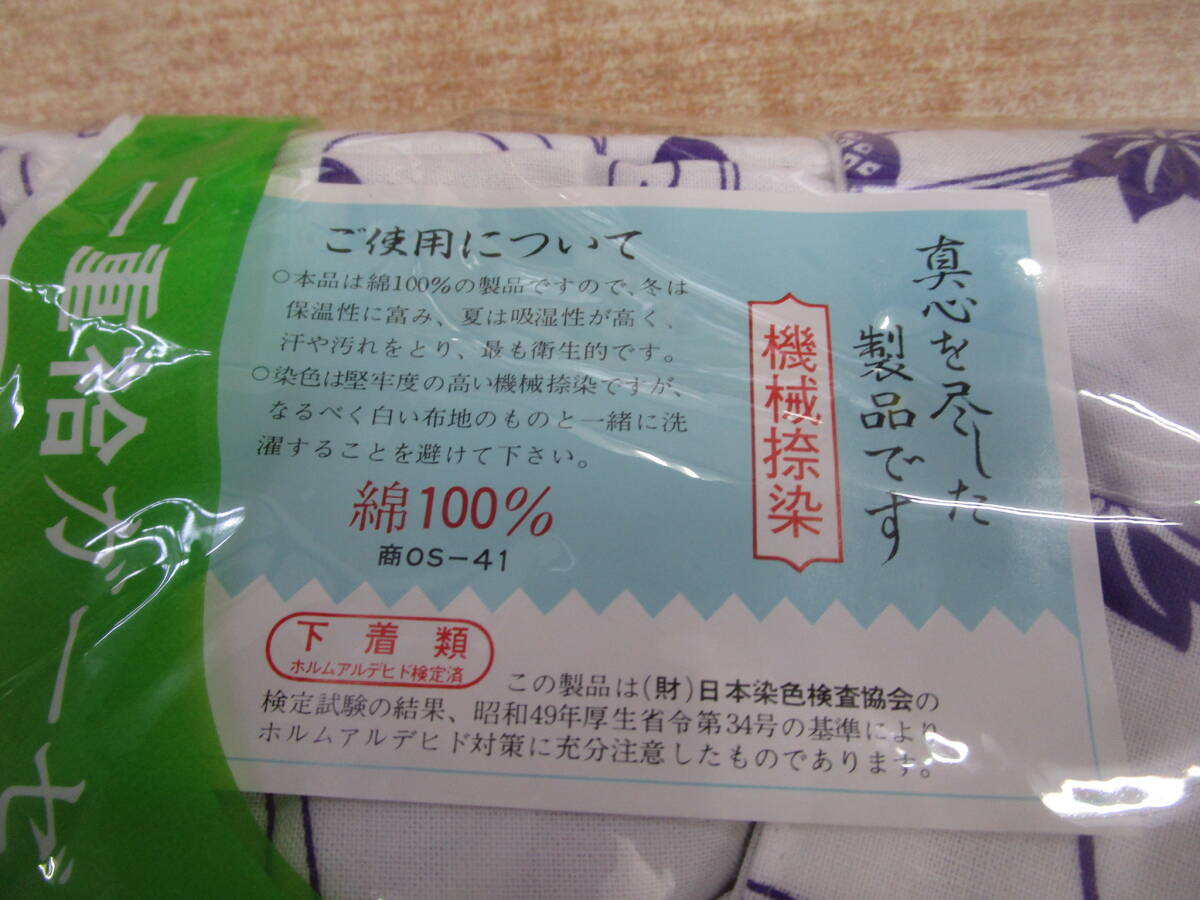 二重袷ガーゼ
真心を尽した
製品です
機械捺染
ご使用について
○本品は綿100%の製品ですので、冬は
保温性に富み、夏は吸湿性が高く、
汗や汚れをとり、最も衛生的です。
○染色は堅牢度の高い機械捺染ですが、
なるべく白い布地のものと一緒に洗
濯することを避けて下さい。
綿100%
商OS-41
下着類
ホルムアルデヒド検定済
この製品は(財)日本染色検査協会の
検定試験の結果、昭和49年厚生省令第34号の基準により
ホルムアルデヒド対策に充分注意したものであります。